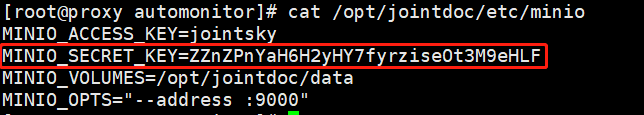 [root@proxy automonitor]# cat /opt/jointdoc/etc/minio
MINIO_ACCESS_KEY=jointsky
MINIO_SECRET_KEY=ZZnZPnYaH6H2yHY7fyrziseOt3M9eHLF
MINIO_VOLUMES=/opt/jointdoc/data
MINIO_OPTS="--address :9000"